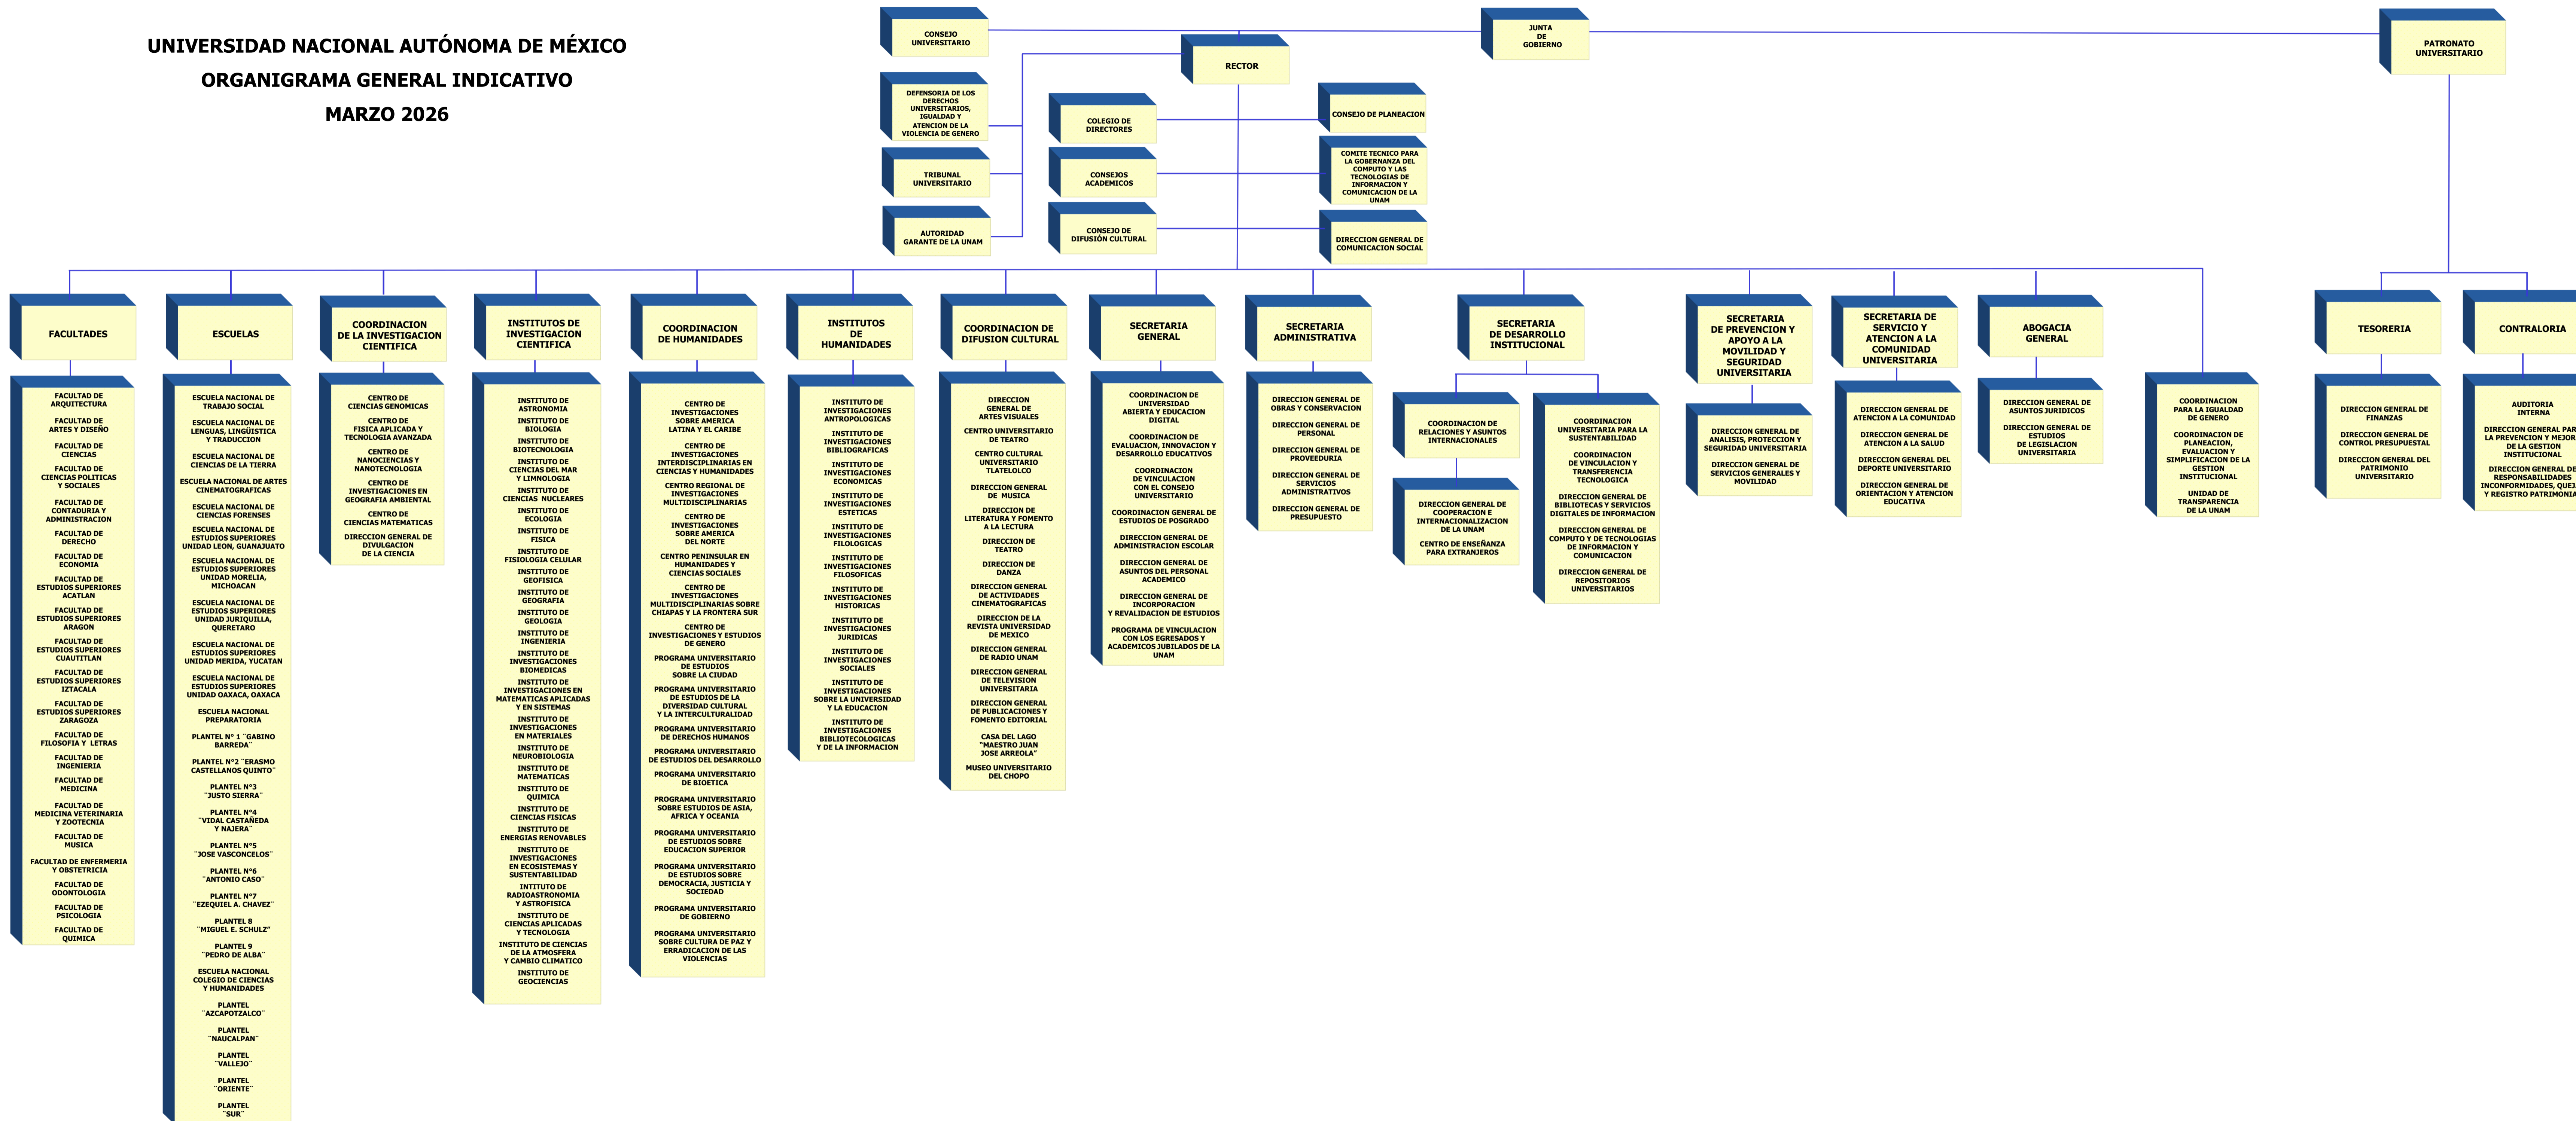 UNIVERSIDAD NACIONAL AUTÓNOMA DE MÉXICO
ORGANIGRAMA GENERAL INDICATIVO
MARZO 2026
CONSEJO
UNIVERSITARIO
JUNTA
DE
GOBIERNO
PATRONATO
UNIVERSITARIO
RECTOR
DEFENSORIA DE LOS
DERECHOS
UNIVERSITARIOS,
IGUALDAD Y
ATENCION DE LA
VIOLENCIA DE GENERO
TRIBUNAL
UNIVERSITARIO
AUTORIDAD
GARANTE DE LA UNAM
COLEGIO DE
DIRECTORES
CONSEJOS
ACADEMICOS
CONSEJO DE
DIFUSIÓN CULTURAL
CONSEJO DE PLANEACION
COMITE TECNICO PARA
LA GOBERNANZA DEL
COMPUTO Y LAS
TECNOLOGIAS DE
INFORMACION Y
COMUNICACION DE LA
UNAM
DIRECCION GENERAL DE
COMUNICACION SOCIAL
FACULTADES
FACULTAD DE
ARQUITECTURA
FACULTAD DE
ARTES Y DISEÑO
FACULTAD DE
CIENCIAS
FACULTAD DE
CIENCIAS POLITICAS
Y SOCIALES
FACULTAD DE
CONTADURIA Y
ADMINISTRACION
FACULTAD DE
DERECHO
FACULTAD DE
ECONOMIA
FACULTAD DE
ESTUDIOS SUPERIORES
ACATLAN
FACULTAD DE
ESTUDIOS SUPERIORES
ARAGON
FACULTAD DE
ESTUDIOS SUPERIORES
CUAUTITLAN
FACULTAD DE
ESTUDIOS SUPERIORES
IZTACALA
FACULTAD DE
ESTUDIOS SUPERIORES
ZARAGOZA
FACULTAD DE
FILOSOFIA Y LETRAS
FACULTAD DE
INGENIERIA
FACULTAD DE
MEDICINA
FACULTAD DE
MEDICINA VETERINARIA
Y ZOOTECNIA
FACULTAD DE
MUSICA
FACULTAD DE ENFERMERIA
Y OBSTETRICIA
FACULTAD DE
ODONTOLOGIA
FACULTAD DE
PSICOLOGIA
FACULTAD DE
QUIMICA
ESCUELAS
ESCUELA NACIONAL DE
TRABAJO SOCIAL
ESCUELA NACIONAL DE
LENGUAS, LINGÜISTICA
Y TRADUCCION
ESCUELA NACIONAL DE
CIENCIAS DE LA TIERRA
ESCUELA NACIONAL DE ARTES
CINEMATOGRAFICAS
ESCUELA NACIONAL DE
CIENCIAS FORENSES
ESCUELA NACIONAL DE
ESTUDIOS SUPERIORES
UNIDAD LEON, GUANAJUATO
ESCUELA NACIONAL DE
ESTUDIOS SUPERIORES
UNIDAD MORELIA,
MICHOACAN
ESCUELA NACIONAL DE
ESTUDIOS SUPERIORES
UNIDAD JURIQUILLA,
QUERETARO
ESCUELA NACIONAL DE
ESTUDIOS SUPERIORES
UNIDAD MERIDA, YUCATAN
ESCUELA NACIONAL DE
ESTUDIOS SUPERIORES
UNIDAD OAXACA, OAXACA
ESCUELA NACIONAL
PREPARATORIA
PLANTEL N° 1 ¨GABINO
BARREDA¨
PLANTEL N°2 ¨ERASMO
CASTELLANOS QUINTO¨
PLANTEL N°3
¨JUSTO SIERRA¨
PLANTEL N°4
¨VIDAL CASTAÑEDA
Y NAJERA¨
PLANTEL N°5
¨JOSE VASCONCELOS¨
PLANTEL N°6
¨ANTONIO CASO¨
PLANTEL N°7
¨EZEQUIEL A. CHAVEZ¨
PLANTEL 8
¨MIGUEL E. SCHULZ”
PLANTEL 9
¨PEDRO DE ALBA¨
ESCUELA NACIONAL
COLEGIO DE CIENCIAS
Y HUMANIDADES
PLANTEL
¨AZCAPOTZALCO¨
PLANTEL
¨NAUCALPAN¨
PLANTEL
¨VALLEJO¨
PLANTEL
¨ORIENTE¨
PLANTEL
¨SUR¨
COORDINACION
DE LA INVESTIGACION
CIENTIFICA
CENTRO DE
CIENCIAS GENOMICAS
CENTRO DE
FISICA APLICADA Y
TECNOLOGIA AVANZADA
CENTRO DE
NANOCIENCIAS Y
NANOTECNOLOGIA
CENTRO DE
INVESTIGACIONES EN
GEOGRAFIA AMBIENTAL
CENTRO DE
CIENCIAS MATEMATICAS
DIRECCION GENERAL DE
DIVULGACION
DE LA CIENCIA
INSTITUTOS DE
INVESTIGACION
CIENTIFICA
INSTITUTO DE
ASTRONOMIA
INSTITUTO DE
BIOLOGIA
INSTITUTO DE
BIOTECNOLOGIA
INSTITUTO DE
CIENCIAS DEL MAR
Y LIMNOLOGIA
INSTITUTO DE
CIENCIAS NUCLEARES
INSTITUTO DE
ECOLOGIA
INSTITUTO DE
FISICA
INSTITUTO DE
FISIOLOGIA CELULAR
INSTITUTO DE
GEOFISICA
INSTITUTO DE
GEOGRAFIA
INSTITUTO DE
GEOLOGIA
INSTITUTO DE
INGENIERIA
INSTITUTO DE
INVESTIGACIONES
BIOMEDICAS
INSTITUTO DE
INVESTIGACIONES EN
MATEMATICAS APLICADAS
Y EN SISTEMAS
INSTITUTO DE
INVESTIGACIONES
EN MATERIALES
INSTITUTO DE
NEUROBIOLOGIA
INSTITUTO DE
MATEMATICAS
INSTITUTO DE
QUIMICA
INSTITUTO DE
CIENCIAS FISICAS
INSTITUTO DE
ENERGIAS RENOVABLES
INSTITUTO DE
INVESTIGACIONES
EN ECOSISTEMAS Y
SUSTENTABILIDAD
INTITUTO DE
RADIOASTRONOMIA
Y ASTROFISICA
INSTITUTO DE
CIENCIAS APLICADAS
Y TECNOLOGIA
INSTITUTO DE CIENCIAS
DE LA ATMOSFERA
Y CAMBIO CLIMATICO
INSTITUTO DE
GEOCIENCIAS
COORDINACION
DE HUMANIDADES
CENTRO DE
INVESTIGACIONES
SOBRE AMERICA
LATINA Y EL CARIBE
CENTRO DE
INVESTIGACIONES
INTERDISCIPLINARIAS EN
CIENCIAS Y HUMANIDADES
CENTRO REGIONAL DE
INVESTIGACIONES
MULTIDISCIPLINARIAS
CENTRO DE
INVESTIGACIONES
SOBRE AMERICA
DEL NORTE
CENTRO PENINSULAR EN
HUMANIDADES Y
CIENCIAS SOCIALES
CENTRO DE
INVESTIGACIONES
MULTIDISCIPLINARIAS SOBRE
CHIAPAS Y LA FRONTERA SUR
CENTRO DE
INVESTIGACIONES Y ESTUDIOS
DE GENERO
PROGRAMA UNIVERSITARIO
DE ESTUDIOS
SOBRE LA CIUDAD
PROGRAMA UNIVERSITARIO
DE ESTUDIOS DE LA
DIVERSIDAD CULTURAL
Y LA INTERCULTURALIDAD
PROGRAMA UNIVERSITARIO
DE DERECHOS HUMANOS
PROGRAMA UNIVERSITARIO
DE ESTUDIOS DEL DESARROLLO
PROGRAMA UNIVERSITARIO
DE BIOETICA
PROGRAMA UNIVERSITARIO
SOBRE ESTUDIOS DE ASIA,
AFRICA Y OCEANIA
PROGRAMA UNIVERSITARIO
DE ESTUDIOS SOBRE
EDUCACION SUPERIOR
PROGRAMA UNIVERSITARIO
DE ESTUDIOS SOBRE
DEMOCRACIA, JUSTICIA Y
SOCIEDAD
PROGRAMA UNIVERSITARIO
DE GOBIERNO
PROGRAMA UNIVERSITARIO
SOBRE CULTURA DE PAZ Y
ERRADICACION DE LAS
VIOLENCIAS
INSTITUTOS
DE
HUMANIDADES
INSTITUTO DE
INVESTIGACIONES
ANTROPOLOGICAS
INSTITUTO DE
INVESTIGACIONES
BIBLIOGRAFICAS
INSTITUTO DE
INVESTIGACIONES
ECONOMICAS
INSTITUTO DE
INVESTIGACIONES
ESTETICAS
INSTITUTO DE
INVESTIGACIONES
FILOLOGICAS
INSTITUTO DE
INVESTIGACIONES
FILOSOFICAS
INSTITUTO DE
INVESTIGACIONES
HISTORICAS
INSTITUTO DE
INVESTIGACIONES
JURIDICAS
INSTITUTO DE
INVESTIGACIONES
SOCIALES
INSTITUTO DE
INVESTIGACIONES
SOBRE LA UNIVERSIDAD
Y LA EDUCACION
INSTITUTO DE
INVESTIGACIONES
BIBLIOTECOLOGICAS
Y DE LA INFORMACION
COORDINACION DE
DIFUSION CULTURAL
DIRECCION
GENERAL DE
ARTES VISUALES
CENTRO UNIVERSITARIO
DE TEATRO
CENTRO CULTURAL
UNIVERSITARIO
TLATELOLCO
DIRECCION GENERAL
DE MUSICA
DIRECCION DE
LITERATURA Y FOMENTO
A LA LECTURA
DIRECCION DE
TEATRO
DIRECCION DE
DANZA
DIRECCION GENERAL
DE ACTIVIDADES
CINEMATOGRAFICAS
DIRECCION DE LA
REVISTA UNIVERSIDAD
DE MEXICO
DIRECCION GENERAL
DE RADIO UNAM
DIRECCION GENERAL
DE TELEVISION
UNIVERSITARIA
DIRECCION GENERAL
DE PUBLICACIONES Y
FOMENTO EDITORIAL
CASA DEL LAGO
“MAESTRO JUAN
JOSE ARREOLA”
MUSEO UNIVERSITARIO
DEL CHOPO
SECRETARIA
GENERAL
COORDINACION DE
UNIVERSIDAD
ABIERTA Y EDUCACION
DIGITAL
COORDINACION DE
EVALUACION, INNOVACION Y
DESARROLLO EDUCATIVOS
COORDINACION
DE VINCULACION
CON EL CONSEJO
UNIVERSITARIO
COORDINACION GENERAL DE
ESTUDIOS DE POSGRADO
DIRECCION GENERAL DE
ADMINISTRACION ESCOLAR
DIRECCION GENERAL DE
ASUNTOS DEL PERSONAL
ACADEMICO
DIRECCION GENERAL DE
INCORPORACION
Y REVALIDACION DE ESTUDIOS
PROGRAMA DE VINCULACION
CON LOS EGRESADOS Y
ACADEMICOS JUBILADOS DE LA
UNAM
SECRETARIA
ADMINISTRATIVA
DIRECCION GENERAL DE
OBRAS Y CONSERVACION
DIRECCION GENERAL DE
PERSONAL
DIRECCION GENERAL DE
PROVEEDURIA
DIRECCION GENERAL DE
SERVICIOS
ADMINISTRATIVOS
DIRECCION GENERAL DE
PRESUPUESTO
SECRETARIA
DE DESARROLLO
INSTITUCIONAL
COORDINACION DE
RELACIONES Y ASUNTOS
INTERNACIONALES
DIRECCION GENERAL DE
COOPERACION E
INTERNACIONALIZACION
DE LA UNAM
CENTRO DE ENSEÑANZA
PARA EXTRANJEROS
COORDINACION
UNIVERSITARIA PARA LA
SUSTENTABILIDAD
COORDINACION
DE VINCULACION Y
TRANSFERENCIA
TECNOLOGICA
DIRECCION GENERAL DE
BIBLIOTECAS Y SERVICIOS
DIGITALES DE INFORMACION
DIRECCION GENERAL DE
COMPUTO Y DE TECNOLOGIAS
DE INFORMACION Y
COMUNICACION
DIRECCION GENERAL DE
REPOSITORIOS
UNIVERSITARIOS
SECRETARIA
DE PREVENCION Y
APOYO A LA
MOVILIDAD Y
SEGURIDAD
UNIVERSITARIA
DIRECCION GENERAL DE
ANALISIS, PROTECCION Y
SEGURIDAD UNIVERSITARIA
DIRECCION GENERAL DE
SERVICIOS GENERALES Y
MOVILIDAD
SECRETARIA DE
SERVICIO Y
ATENCION A LA
COMUNIDAD
UNIVERSITARIA
DIRECCION GENERAL DE
ATENCION A LA COMUNIDAD
DIRECCION GENERAL DE
ATENCION A LA SALUD
DIRECCION GENERAL DEL
DEPORTE UNIVERSITARIO
DIRECCION GENERAL DE
ORIENTACION Y ATENCION
EDUCATIVA
ABOGACIA
GENERAL
DIRECCION GENERAL DE
ASUNTOS JURIDICOS
DIRECCION GENERAL DE
ESTUDIOS
DE LEGISLACION
UNIVERSITARIA
COORDINACION
PARA LA IGUALDAD
DE GENERO
COORDINACION DE
PLANEACION,
EVALUACION Y
SIMPLIFICACION DE LA
GESTION
INSTITUCIONAL
UNIDAD DE
TRANSPARENCIA
DE LA UNAM
TESORERIA
DIRECCION GENERAL DE
FINANZAS
DIRECCION GENERAL DE
CONTROL PRESUPUESTAL
DIRECCION GENERAL DEL
PATRIMONIO
UNIVERSITARIO
CONTRALORIA
AUDITORIA
INTERNA
DIRECCION GENERAL PAR
LA PREVENCION Y MEJOR
DE LA GESTION
INSTITUCIONAL
DIRECCION GENERAL DE
RESPONSABILIDADES
INCONFORMIDADES, QUEJ
Y REGISTRO PATRIMONIA